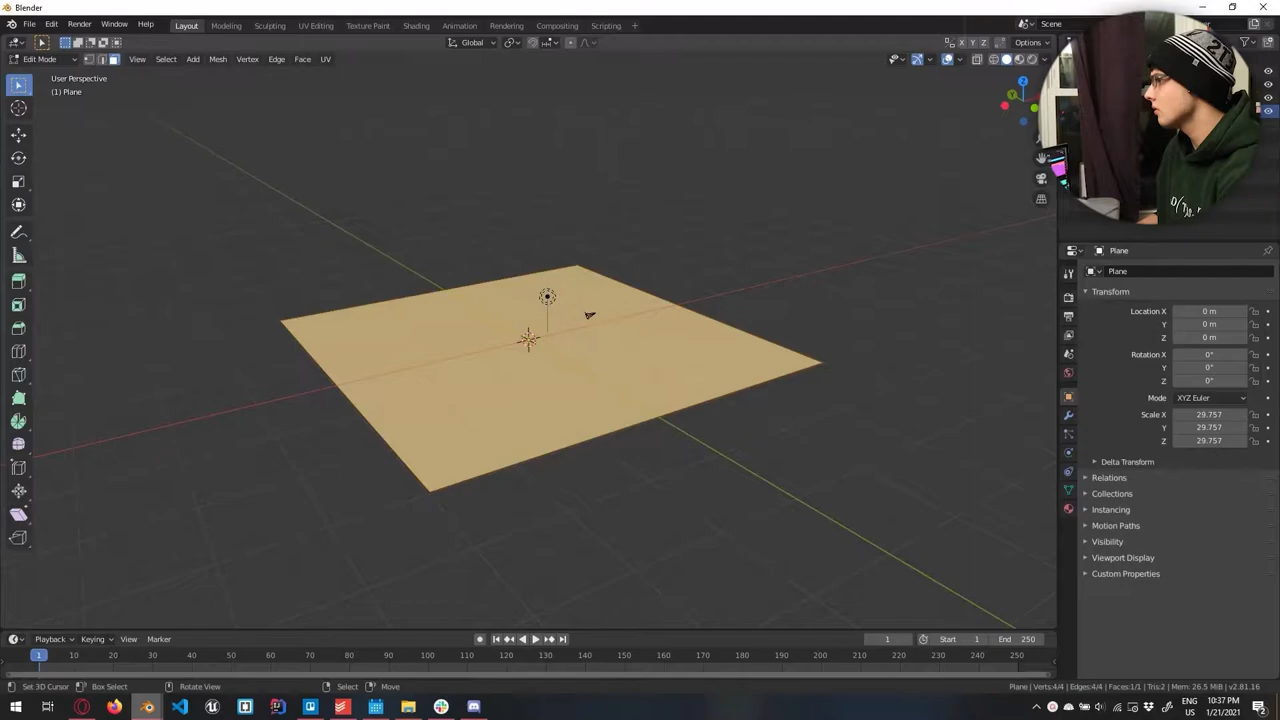 Blender
File Edit Render Window Help Layout Modeling Sculpting UV Editing Texture Paint Shading Animation Rendering Compositing Scripting + Scene
Global Options
Edit Mode View Select Add Mesh Vertex Edge Face UV X Y Z
User Perspective
(1) Plane
Z
Y
Plane
Plane
Transform
Location X 0 m
Y 0 m
Z 0 m
Rotation X 0°
Y 0°
Z 0°
Mode XYZ Euler
Scale X 29.757
Y 29.757
Z 29.757
Delta Transform
Relations
Collections
Instancing
Motion Paths
Visibility
Viewport Display
Custom Properties
Playback Keying View Marker 1 Start 1 End 250
1 10 20 30 40 50 60 70 80 90 100 110 120 130 140 150 160 170 180 190 200 210 220 230 240 250
Set 3D Cursor Box Select Rotate View Select Move Plane | Verts:4/4 | Edges:4/4 | Faces:1/1 | Tris:2 | Mem: 26.5 MiB | v2.81.16
ENG 10:37 PM
US 1/21/2021 2